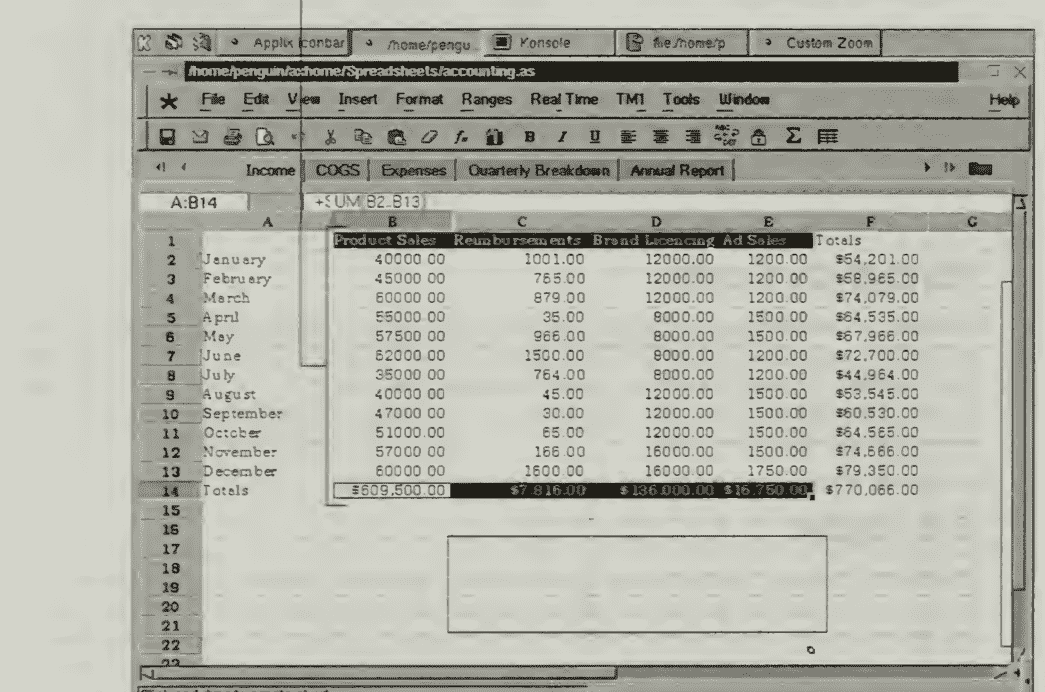 Applix Iconbar /home/pengu... Konsole file:/home/p Custom Zoom
/home/penguin/axhome/Spreadsheets/accounting.as
File Edit View Insert Format Ranges Real Time TM1 Tools Window Help
B I U Σ
Income COGS Expenses Quarterly Breakdown Annual Report
A:B14 +SUM(B2..B13)
A B C D E F G
1 Product Sales Reimbursements Brand Licencing Ad Sales Totals
2 January 40000.00 1001.00 12000.00 1200.00 $54,201.00
3 February 45000.00 765.00 12000.00 1200.00 $58,965.00
4 March 60000.00 879.00 12000.00 1200.00 $74,079.00
5 April 55000.00 35.00 8000.00 1500.00 $64,535.00
6 May 57500.00 966.00 8000.00 1500.00 $67,966.00
7 June 62000.00 1500.00 8000.00 1200.00 $72,700.00
8 July 35000.00 764.00 8000.00 1200.00 $44,964.00
9 August 40000.00 45.00 12000.00 1500.00 $53,545.00
10 September 47000.00 30.00 12000.00 1500.00 $60,530.00
11 October 51000.00 65.00 12000.00 1500.00 $64,565.00
12 November 57000.00 166.00 16000.00 1500.00 $74,666.00
13 December 60000.00 1600.00 16000.00 1750.00 $79,350.00
14 Totals $609,500.00 $7,816.00 $136,000.00 $16,750.00 $770,066.00
15
16
17
18
19
20
21
22